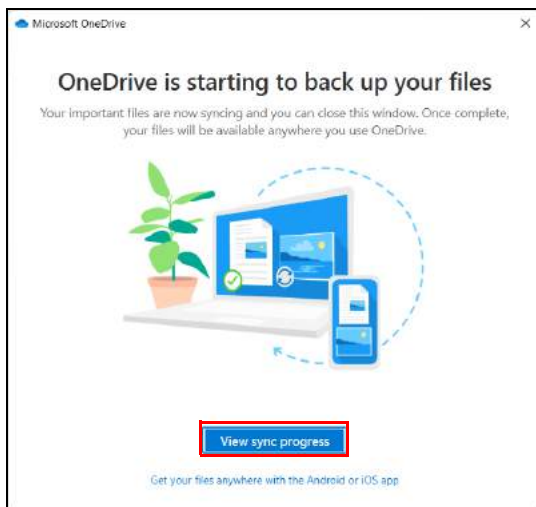 Microsoft OneDrive
OneDrive is starting to back up your files
Your important files are now syncing and you can close this window. Once complete,
your files will be available anywhere you use OneDrive.
View sync progress
Get your files anywhere with the Android or iOS app